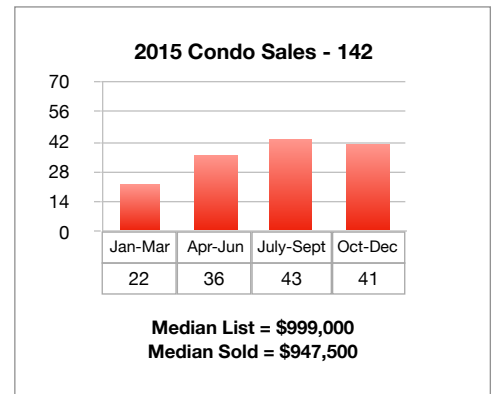 2015 Condo Sales - 142
70
56
42
28
14
0
Jan-Mar Apr-Jun July-Sept Oct-Dec
22 36 43 41
Median List = $999,000
Median Sold = $947,500